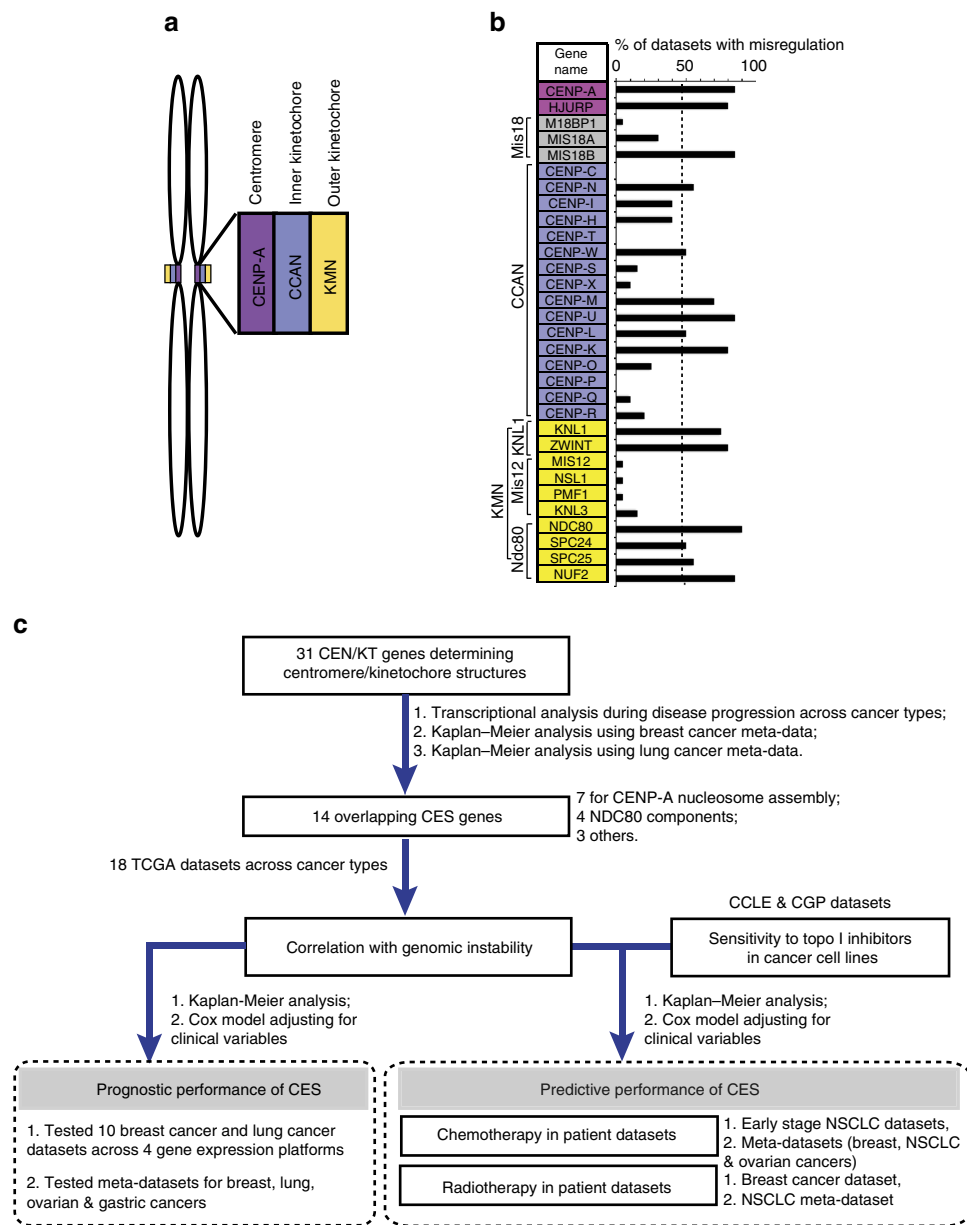 a
Centromere
Inner kinetochore
Outer kinetochore
CENP-A
CCAN
KMN
b
% of datasets with misregulation
Gene
name
0
50
100
CENP-A
HJURP
Mis18
M18BP1
MIS18A
MIS18B
CCAN
CENP-C
CENP-N
CENP-I
CENP-H
CENP-T
CENP-W
CENP-S
CENP-X
CENP-M
CENP-U
CENP-L
CENP-K
CENP-O
CENP-P
CENP-Q
CENP-R
KMN
KNL1
KNL1
ZWINT
Mis12
MIS12
NSL1
PMF1
KNL3
Ndc80
NDC80
SPC24
SPC25
NUF2
c
31 CEN/KT genes determining
centromere/kinetochore structures
1. Transcriptional analysis during disease progression across cancer types;
2. Kaplan–Meier analysis using breast cancer meta-data;
3. Kaplan–Meier analysis using lung cancer meta-data.
14 overlapping CES genes
7 for CENP-A nucleosome assembly;
4 NDC80 components;
3 others.
18 TCGA datasets across cancer types
Correlation with genomic instability
CCLE & CGP datasets
Sensitivity to topo I inhibitors
in cancer cell lines
1. Kaplan-Meier analysis;
2. Cox model adjusting for
clinical variables
1. Kaplan–Meier analysis;
2. Cox model adjusting for
clinical variables
Prognostic performance of CES
1. Tested 10 breast cancer and lung cancer
datasets across 4 gene expression platforms
2. Tested meta-datasets for breast, lung,
ovarian & gastric cancers
Predictive performance of CES
Chemotherapy in patient datasets
1. Early stage NSCLC datasets,
2. Meta-datasets (breast, NSCLC
& ovarian cancers)
Radiotherapy in patient datasets
1. Breast cancer dataset,
2. NSCLC meta-dataset